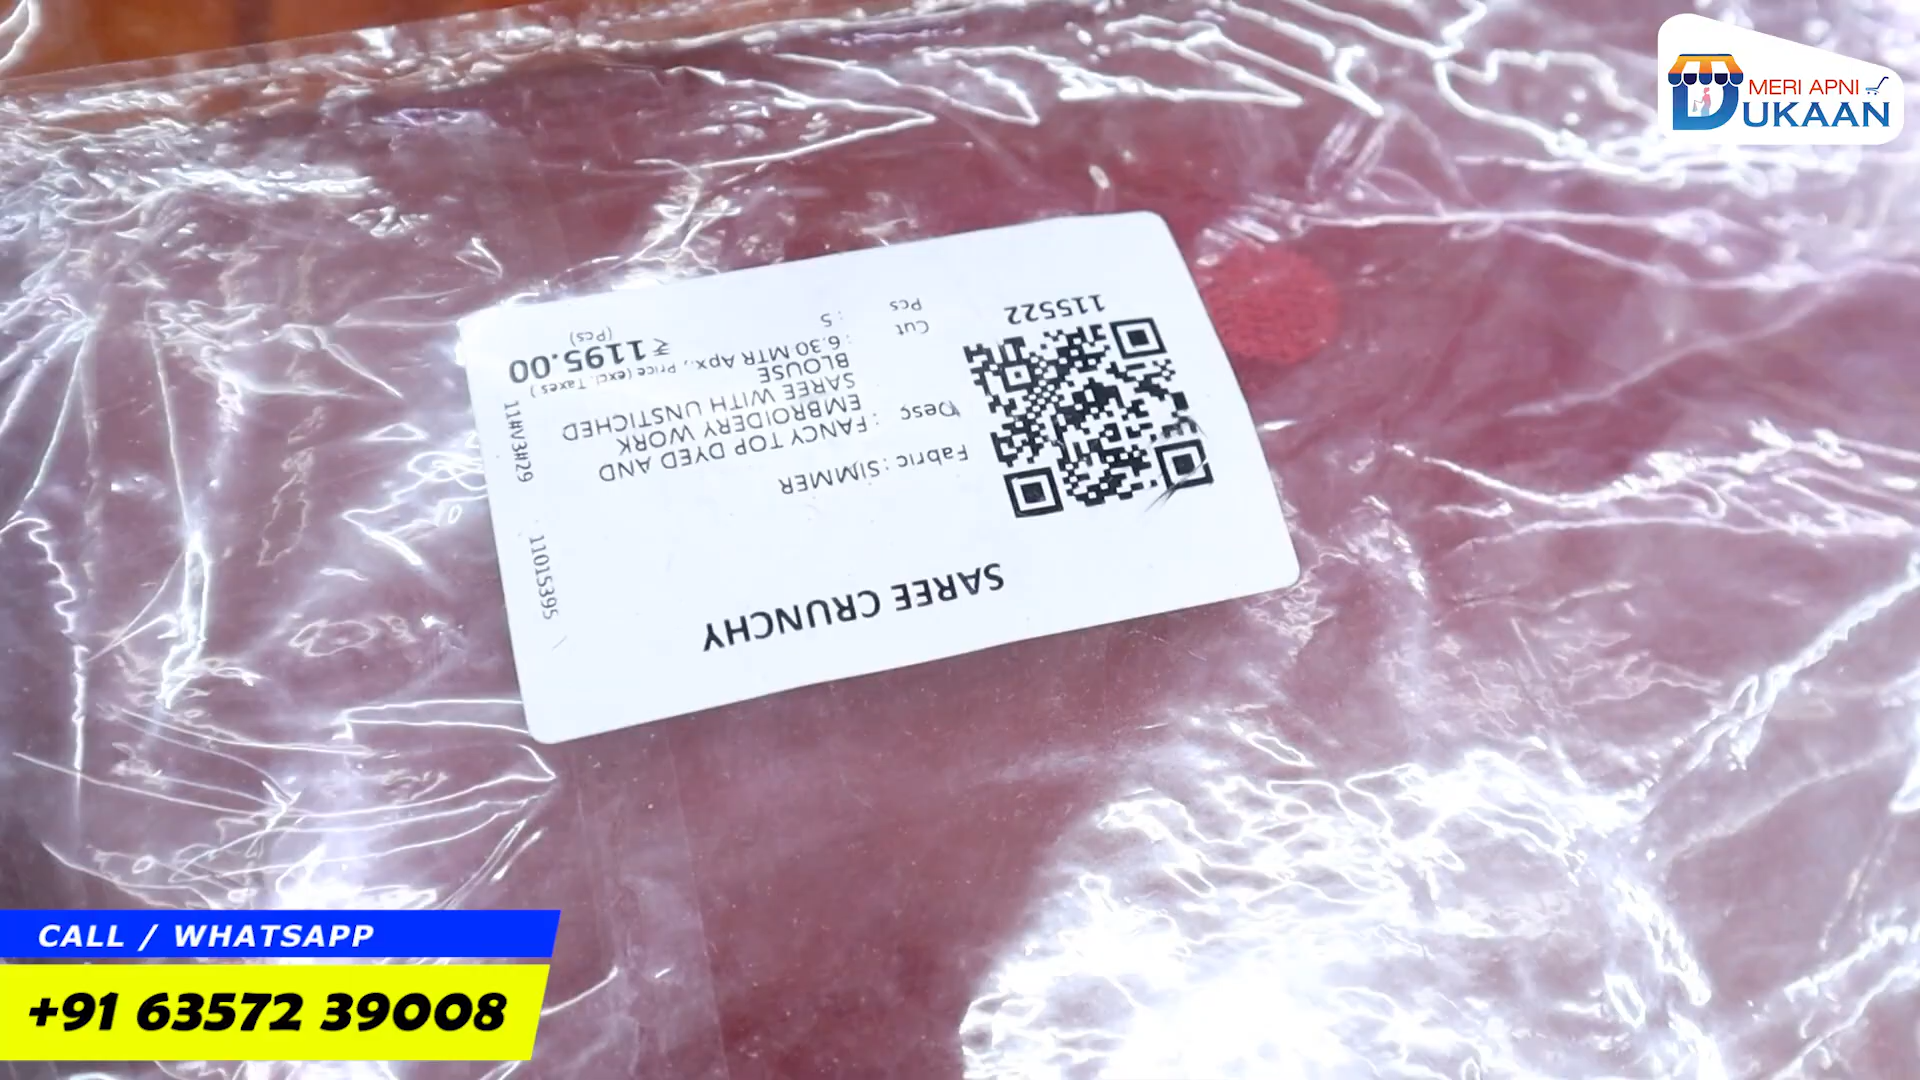 MERI APNI
DUKAAN
SAREE CRUNCHY
Fabric : SIMMER
Desc : FANCY TOP DYED AND
EMBROIDERY WORK
SAREE WITH UNSTICHED
BLOUSE
Cut : 6.30 MTR Apx.,
Pcs : 5
115522
Price (excl. Taxes)
₹ 1195.00
(Pcs)
11015395
11#V3#29
CALL / WHATSAPP
+91 63572 39008